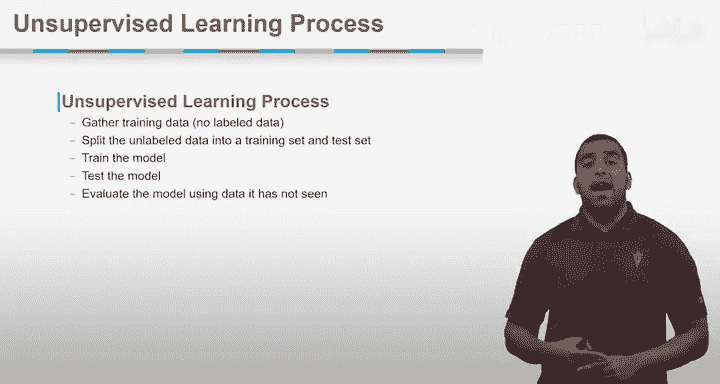 Unsupervised Learning Process
Unsupervised Learning Process
– Gather training data (no labeled data)
– Split the unlabeled data into a training set and test set
– Train the model
– Test the model
– Evaluate the model using data it has not seen